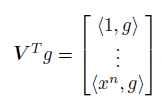 V^T g = [ ⟨1, g⟩
⋮
⟨x^n, g⟩ ]